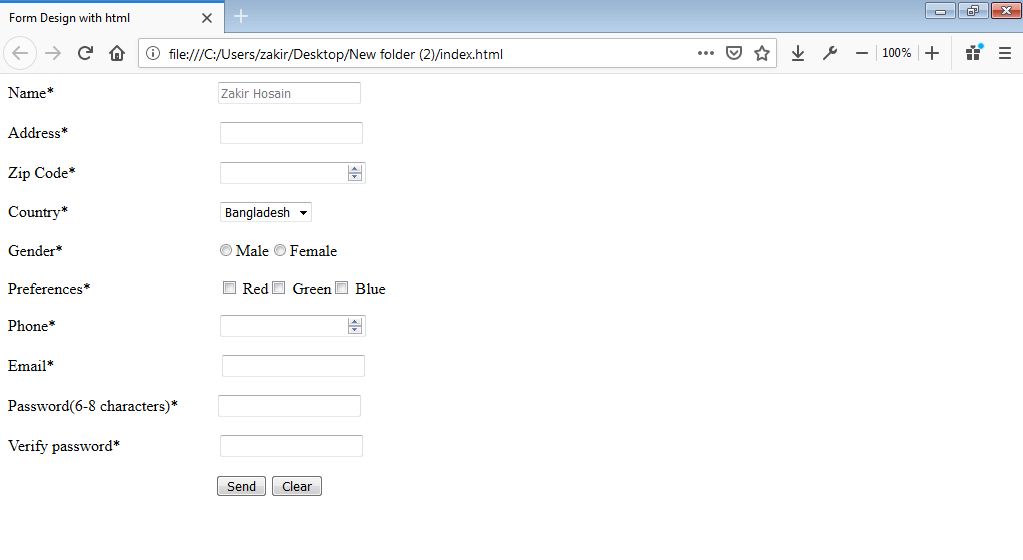 Form Design with html
file:///C:/Users/zakir/Desktop/New folder (2)/index.html
100%
Name* Zakir Hosain
Address*
Zip Code*
Country* Bangladesh
Gender* Male Female
Preferences* Red Green Blue
Phone*
Email*
Password(6-8 characters)*
Verify password*
Send Clear